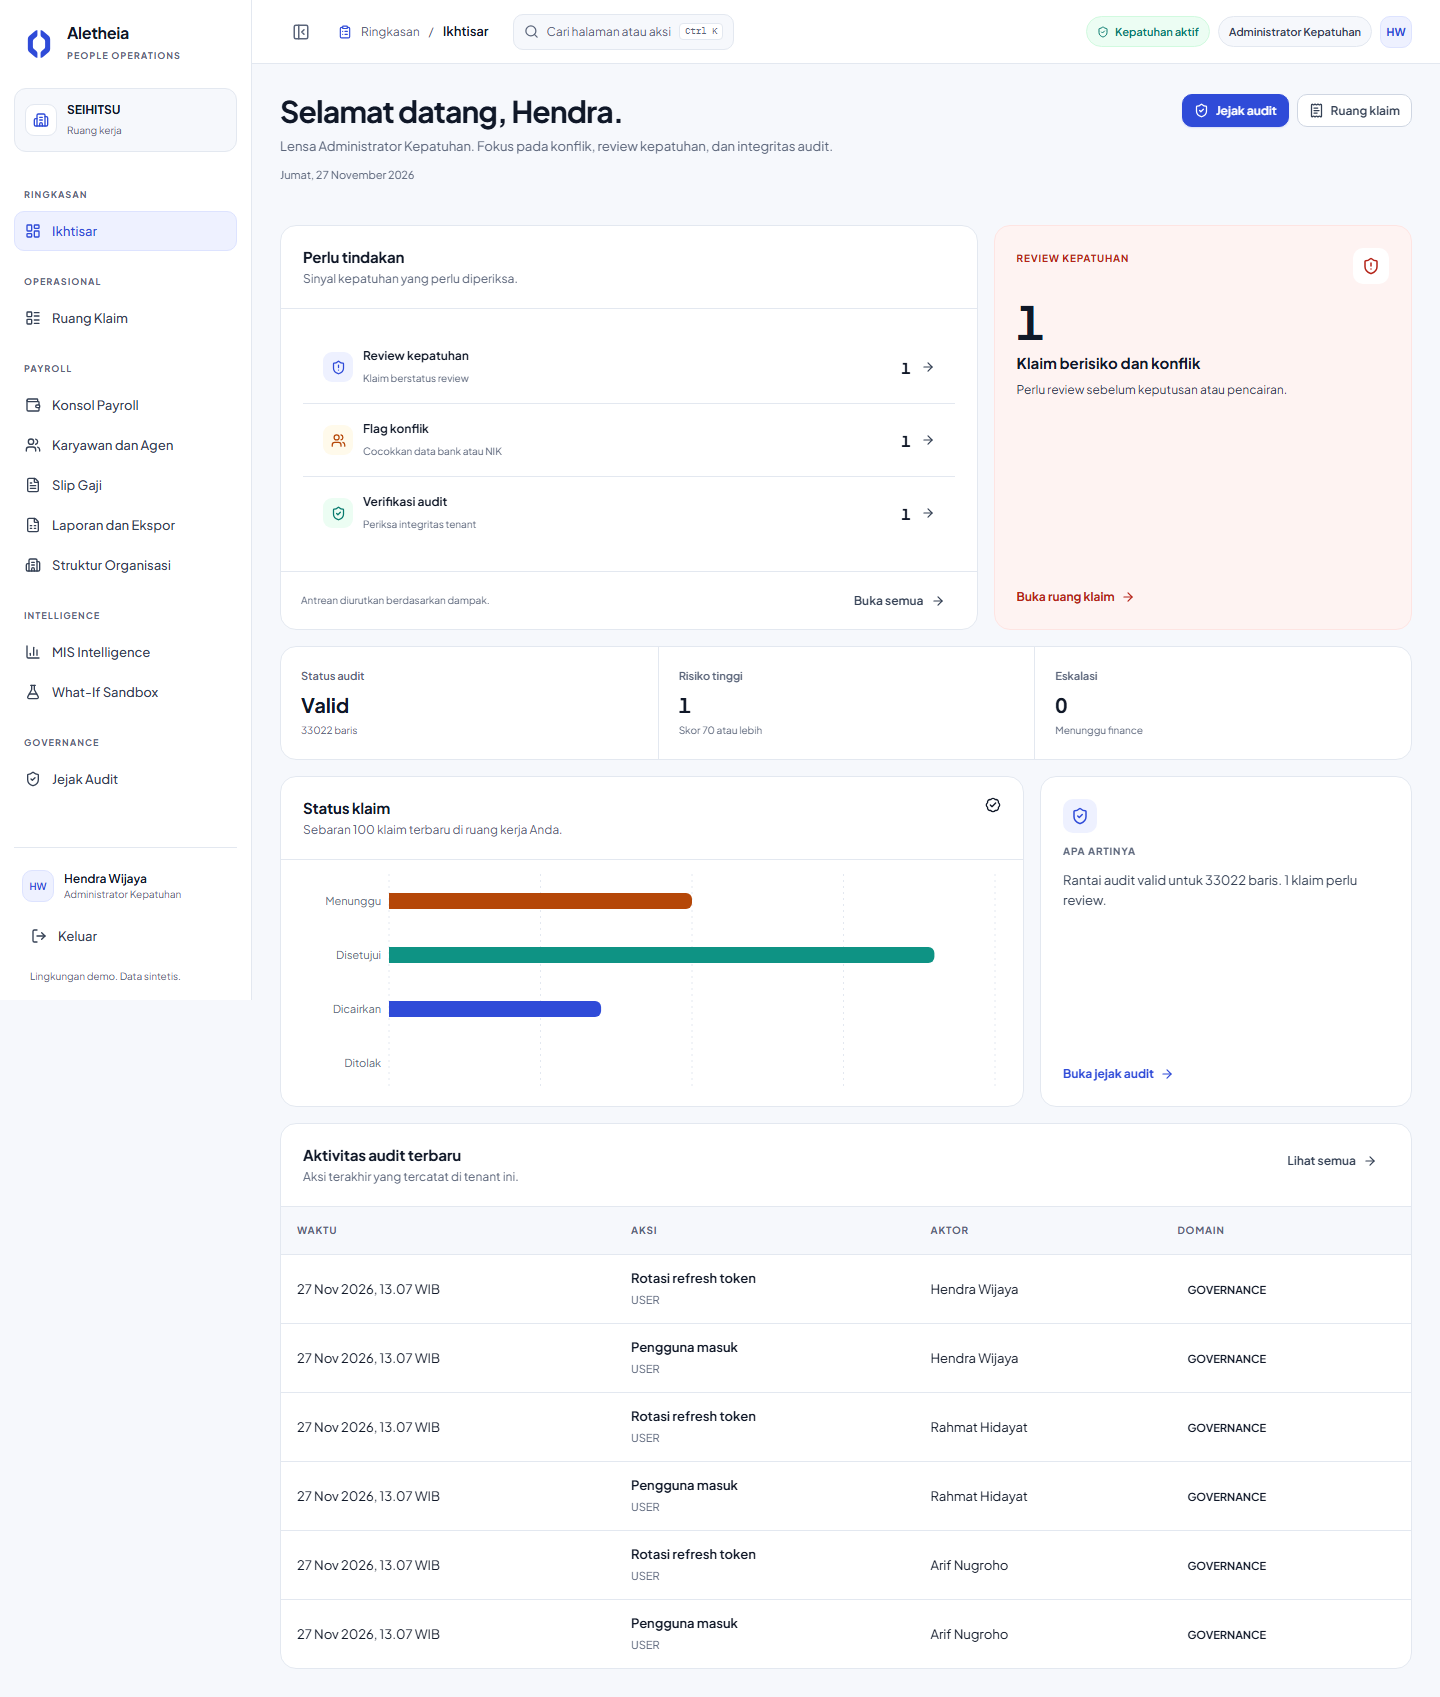 Aletheia
PEOPLE OPERATIONS
SEIHITSU
Ruang kerja
RINGKASAN
Ikhtisar
OPERASIONAL
Ruang Klaim
PAYROLL
Konsol Payroll
Karyawan dan Agen
Slip Gaji
Laporan dan Ekspor
Struktur Organisasi
INTELLIGENCE
MIS Intelligence
What-If Sandbox
GOVERNANCE
Jejak Audit
HW
Hendra Wijaya
Administrator Kepatuhan
Keluar
Lingkungan demo. Data sintetis.
Ringkasan / Ikhtisar
Cari halaman atau aksi Ctrl K
Kepatuhan aktif
Administrator Kepatuhan
HW
Selamat datang, Hendra.
Lensa Administrator Kepatuhan. Fokus pada konflik, review kepatuhan, dan integritas audit.
Jumat, 27 November 2026
Jejak audit
Ruang klaim
Perlu tindakan
Sinyal kepatuhan yang perlu diperiksa.
Review kepatuhan
Klaim berstatus review
1
Flag konflik
Cocokkan data bank atau NIK
1
Verifikasi audit
Periksa integritas tenant
1
Antrean diurutkan berdasarkan dampak.
Buka semua
REVIEW KEPATUHAN
1
Klaim berisiko dan konflik
Perlu review sebelum keputusan atau pencairan.
Buka ruang klaim
Status audit
Valid
33022 baris
Risiko tinggi
1
Skor 70 atau lebih
Eskalasi
0
Menunggu finance
Status klaim
Sebaran 100 klaim terbaru di ruang kerja Anda.
Menunggu
Disetujui
Dicairkan
Ditolak
APA ARTINYA
Rantai audit valid untuk 33022 baris. 1 klaim perlu
review.
Buka jejak audit
Aktivitas audit terbaru
Aksi terakhir yang tercatat di tenant ini.
Lihat semua
WAKTU AKSI AKTOR DOMAIN
27 Nov 2026, 13.07 WIB Rotasi refresh token Hendra Wijaya GOVERNANCE
USER
27 Nov 2026, 13.07 WIB Pengguna masuk Hendra Wijaya GOVERNANCE
USER
27 Nov 2026, 13.07 WIB Rotasi refresh token Rahmat Hidayat GOVERNANCE
USER
27 Nov 2026, 13.07 WIB Pengguna masuk Rahmat Hidayat GOVERNANCE
USER
27 Nov 2026, 13.07 WIB Rotasi refresh token Arif Nugroho GOVERNANCE
USER
27 Nov 2026, 13.07 WIB Pengguna masuk Arif Nugroho GOVERNANCE
USER